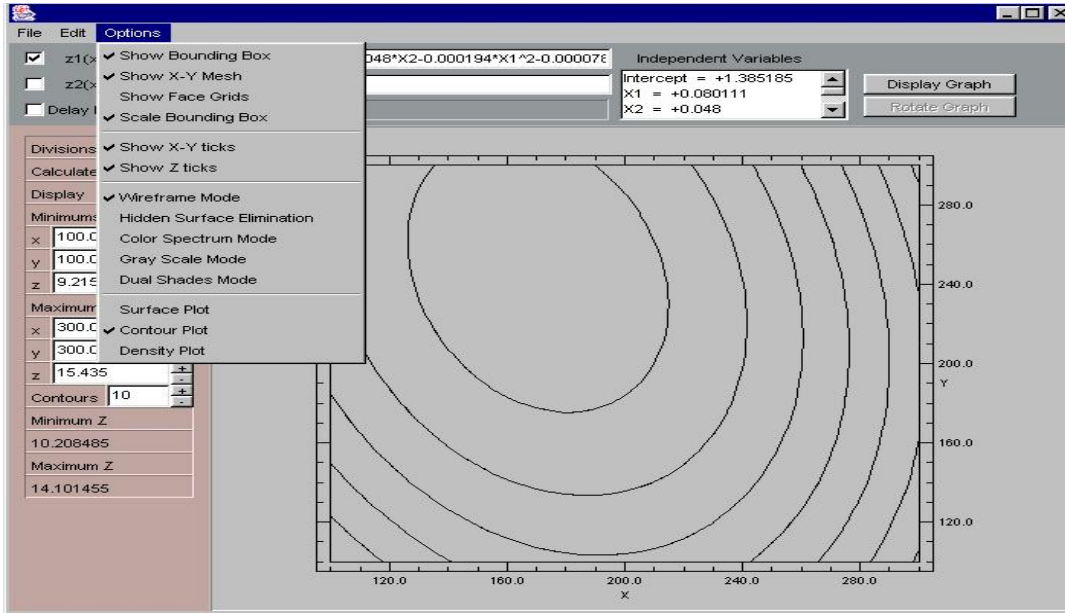 File Edit Options
z1(x
048*X2-0.000194*X1^2-0.000078
Independent Variables
z2(x
Intercept = +1.385185
X1 = +0.080111
X2 = +0.048
Display Graph
Rotate Graph
Delay
Show Bounding Box
Show X-Y Mesh
Show Face Grids
Scale Bounding Box
Show X-Y ticks
Show Z ticks
Wireframe Mode
Hidden Surface Elimination
Color Spectrum Mode
Gray Scale Mode
Dual Shades Mode
Surface Plot
Contour Plot
Density Plot
Divisions
Calculate
Display
Minimums
x 100.0
y 100.0
z 9.215
Maximum
x 300.0
y 300.0
z 15.435 + -
Contours 10 + -
Minimum Z
10.208485
Maximum Z
14.101455
280.0
240.0
200.0
Y
160.0
120.0
120.0 160.0 200.0 240.0 280.0
X